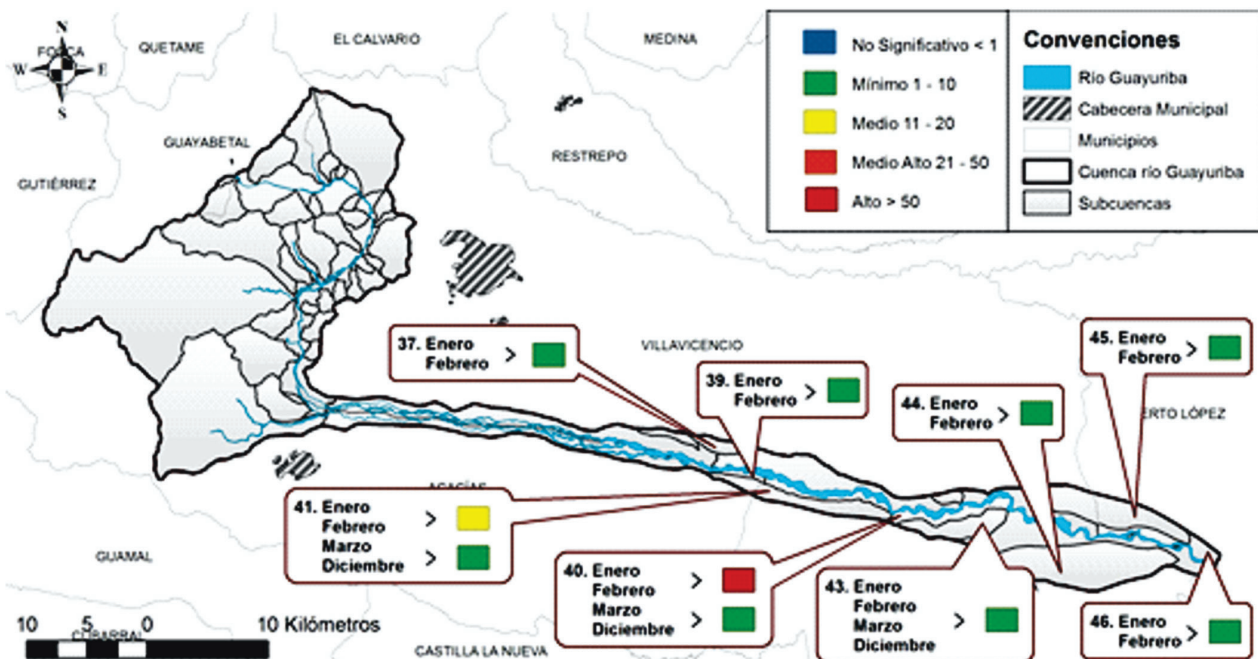 N
W
E
S
QUETAME
EL CALVARIO
MEDINA
GUAYABETAL
RESTREPO
GUTIÉRREZ
No Significativo < 1
Mínimo 1 - 10
Medio 11 - 20
Medio Alto 21 - 50
Alto > 50
Convenciones
Río Guayuriba
Cabecera Municipal
Municipios
Cuenca río Guayuriba
Subcuencas
37. Enero
Febrero >
VILLAVICENCIO
39. Enero
Febrero >
44. Enero
Febrero >
45. Enero
Febrero >
ERTO LÓPEZ
41. Enero
Febrero >
Marzo
Diciembre >
40. Enero
Febrero >
Marzo
Diciembre >
43. Enero
Febrero
Marzo
Diciembre >
46. Enero
Febrero >
GUAMAL
10 5 0 10 Kilómetros
CASTILLA LA NUEVA